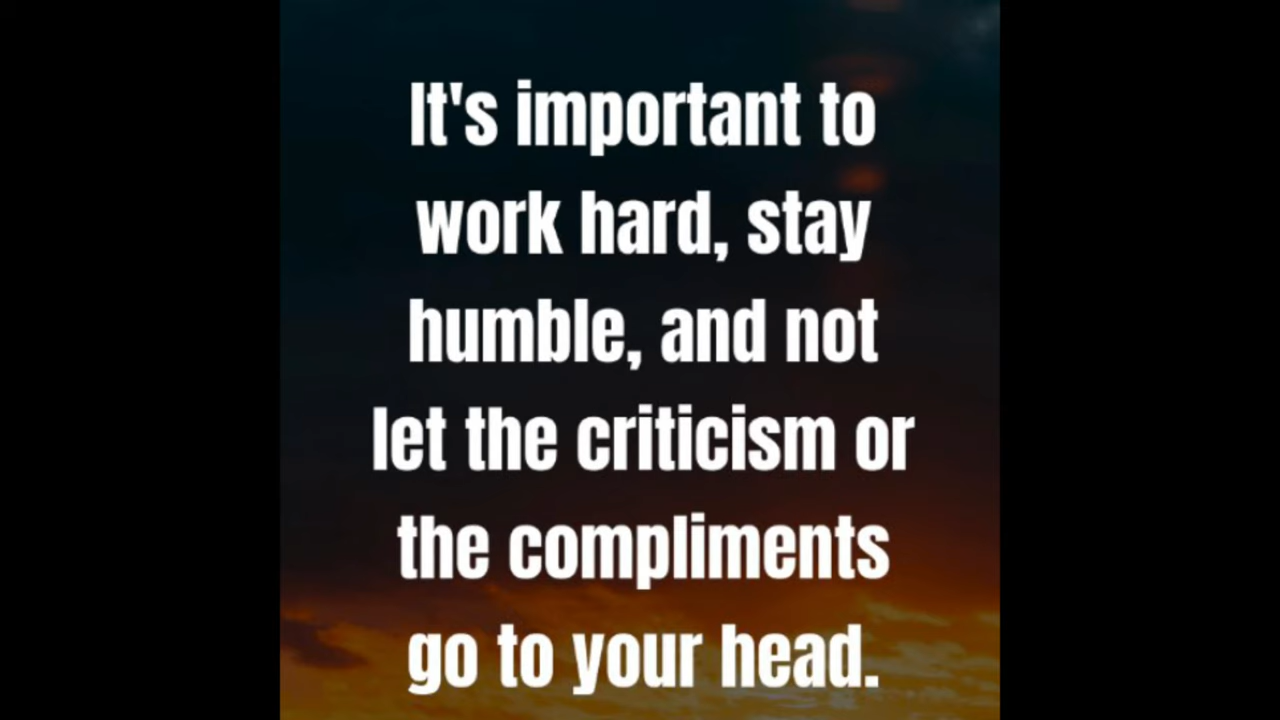 It's important to
work hard, stay
humble, and not
let the criticism or
the compliments
go to your head.